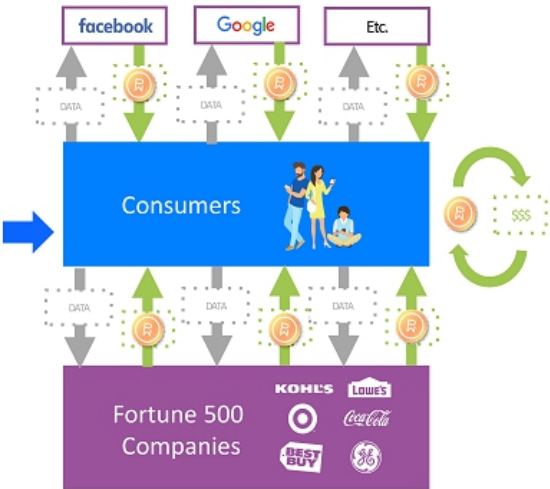 facebook
Google
Etc.
DATA
DATA
DATA
Consumers
$$$
DATA
DATA
DATA
Fortune 500
Companies
KOHL'S
LOWE'S
Coca-Cola
BEST
BUY
GE